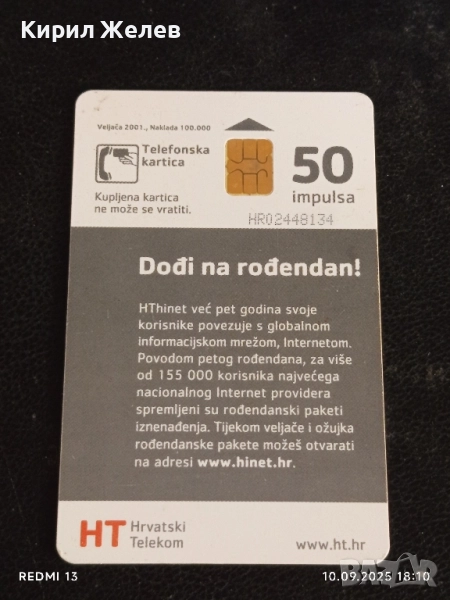 Кирил Желев
Veljača 2001., Naklada 100.000
Telefonska
kartica
50
impulsa
Kupljena kartica
ne može se vratiti.
HR02448134
Dođi na rođendan!
HThinet već pet godina svoje
korisnike povezuje s globalnom
informacijskom mrežom, Internetom.
Povodom petog rođendana, za više
od 155 000 korisnika najvećega
nacionalnog Internet providera
spremljeni su rođendanski paketi
iznenađenja. Tijekom veljače i ožujka
rođendanske pakete možeš otvarati
na adresi www.hinet.hr.
HT Hrvatski
Telekom
www.ht.hr
REDMI 13
10.09.2025 18:10
BAZAR